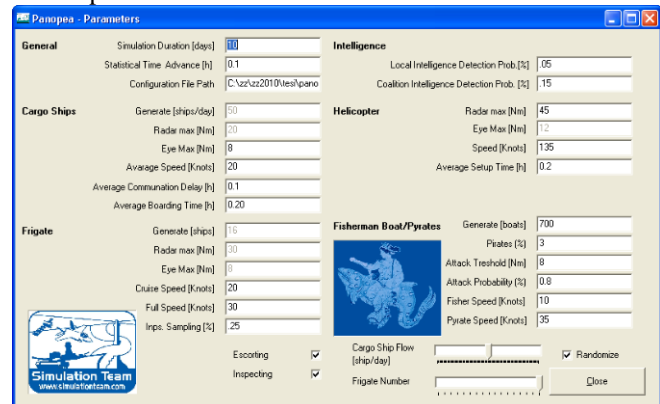 Panopea - Parameters
General
Simulation Duration [days] 10
Statistical Time Advance [h] 0.1
Configuration File Path C:\zz\zz2010\tesi\pano
Cargo Ships
Generate [ships/day] 50
Radar max [Nm] 20
Eye Max [Nm] 8
Avarage Speed [Knots] 20
Average Communation Delay [h] 0.1
Average Boarding Time [h] 0.20
Frigate
Generate [ships] 16
Radar max [Nm] 30
Eye Max [Nm] 8
Cruise Speed [Knots] 20
Full Speed [Knots] 30
Inps. Sampling [%] .25
Simulation Team
www.simulationteam.com
Escorting
Inspecting
Intelligence
Local Intelligence Detection Prob.[%] .05
Coalition Intelligence Detection Prob. [%] .15
Helicopter
Radar max [Nm] 45
Eye Max [Nm] 12
Speed [Knots] 135
Average Setup Time [h] 0.2
Fisherman Boat/Pyrates
Generate [boats] 700
Pirates [%] 3
Attack Treshold [Nm] 8
Attack Probability [%] 0.8
Fisher Speed [Knots] 10
Pyrate Speed [Knots] 35
Cargo Ship Flow
[ship/day]
Randomize
Frigate Number
Close